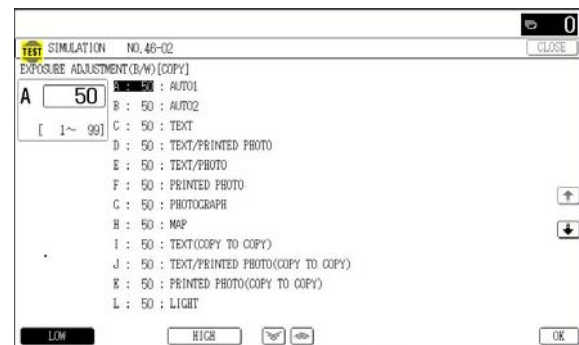 0
TEST SIMULATION NO.46-02 CLOSE
EXPOSURE ADJUSTMENT(B/W)[COPY]
A 50
[ 1~ 99]
A : 50 : AUTO1
B : 50 : AUTO2
C : 50 : TEXT
D : 50 : TEXT/PRINTED PHOTO
E : 50 : TEXT/PHOTO
F : 50 : PRINTED PHOTO
G : 50 : PHOTOGRAPH
H : 50 : MAP
I : 50 : TEXT(COPY TO COPY)
J : 50 : TEXT/PRINTED PHOTO(COPY TO COPY)
K : 50 : PRINTED PHOTO(COPY TO COPY)
L : 50 : LIGHT
LOW HIGH OK